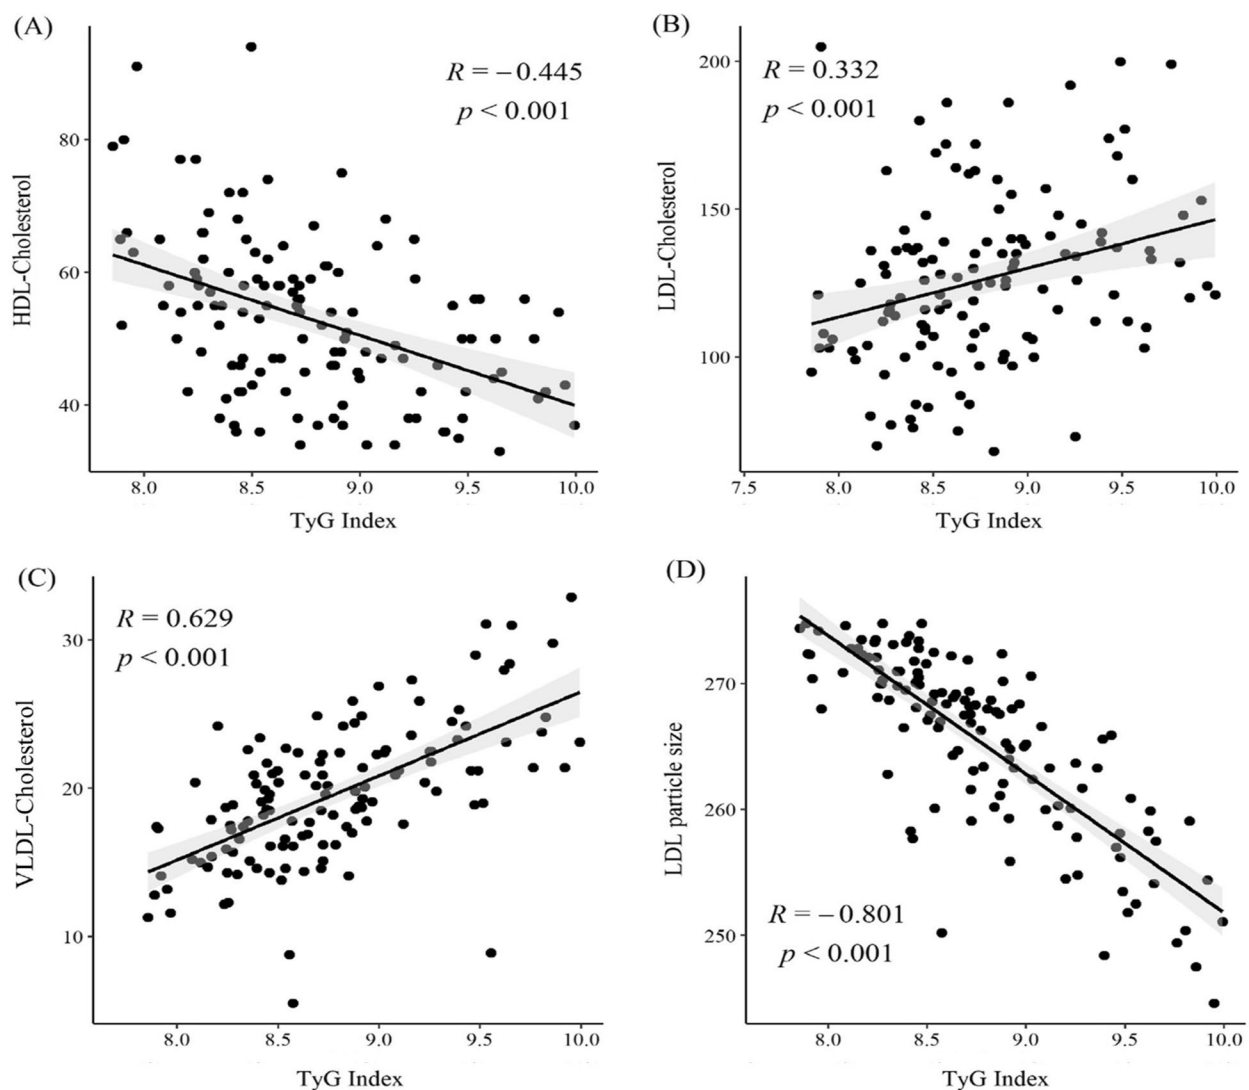 (A)
R = −0.445
p < 0.001
HDL-Cholesterol
80
60
40
8.0 8.5 9.0 9.5 10.0
TyG Index
(B)
R = 0.332
p < 0.001
LDL-Cholesterol
200
150
100
7.5 8.0 8.5 9.0 9.5 10.0
TyG Index
(C)
R = 0.629
p < 0.001
VLDL-Cholesterol
30
20
10
8.0 8.5 9.0 9.5 10.0
TyG Index
(D)
LDL particle size
270
260
250
R = −0.801
p < 0.001
8.0 8.5 9.0 9.5 10.0
TyG Index